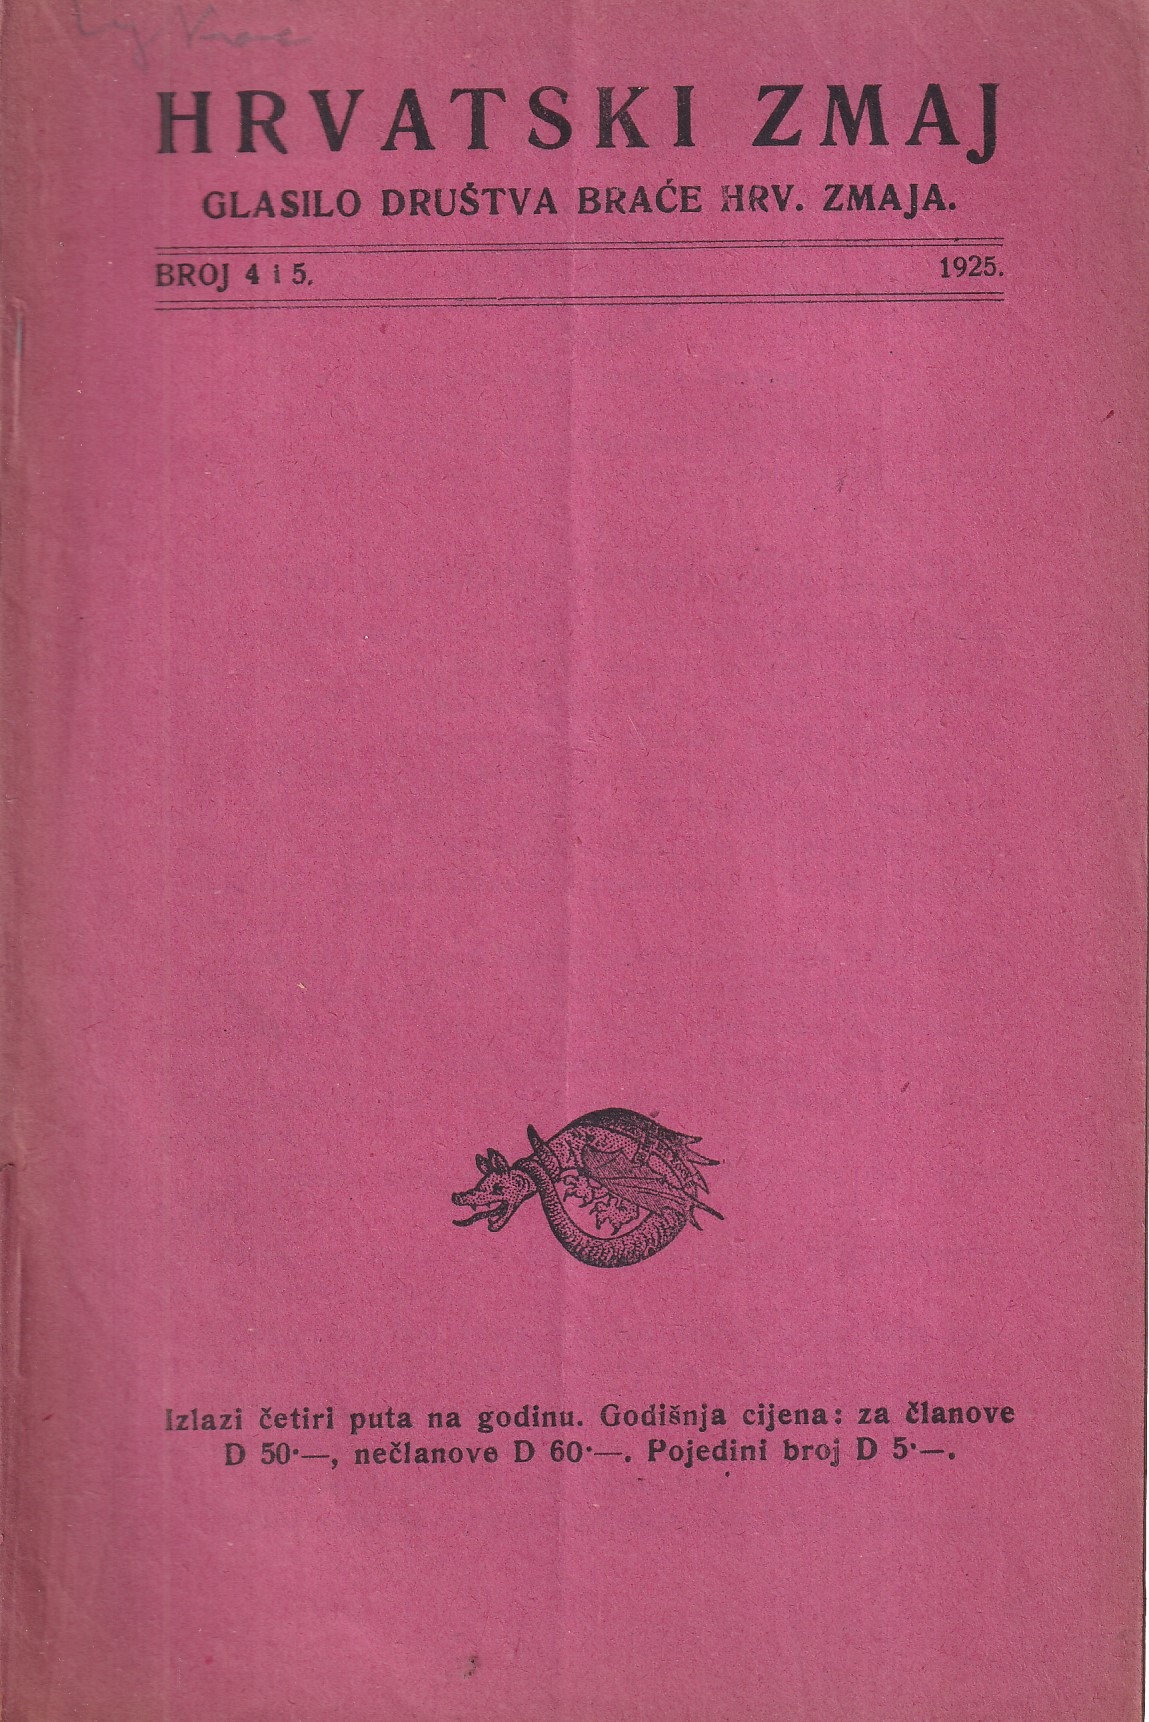 HRVATSKI ZMAJ
GLASILO DRUŠTVA BRAĆE HRV. ZMAJA.
BROJ 4 i 5. 1925.
Izlazi četiri puta na godinu. Godišnja cijena: za članove
D 50·—, nečlanove D 60·—. Pojedini broj D 5·—.